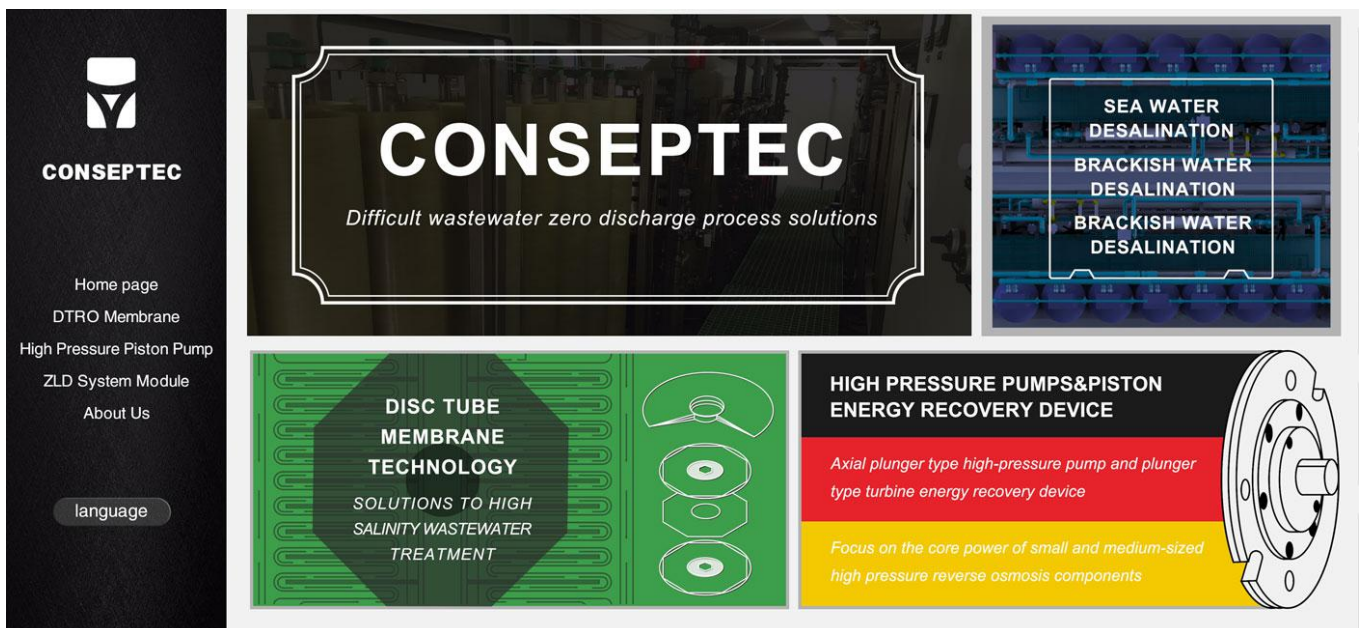 CONSEPTEC
Home page
DTRO Membrane
High Pressure Piston Pump
ZLD System Module
About Us
language
CONSEPTEC
Difficult wastewater zero discharge process solutions
SEA WATER
DESALINATION
BRACKISH WATER
DESALINATION
BRACKISH WATER
DESALINATION
DISC TUBE
MEMBRANE
TECHNOLOGY
SOLUTIONS TO HIGH
SALINITY WASTEWATER
TREATMENT
HIGH PRESSURE PUMPS&PISTON
ENERGY RECOVERY DEVICE
Axial plunger type high-pressure pump and plunger
type turbine energy recovery device
Focus on the core power of small and medium-sized
high pressure reverse osmosis components